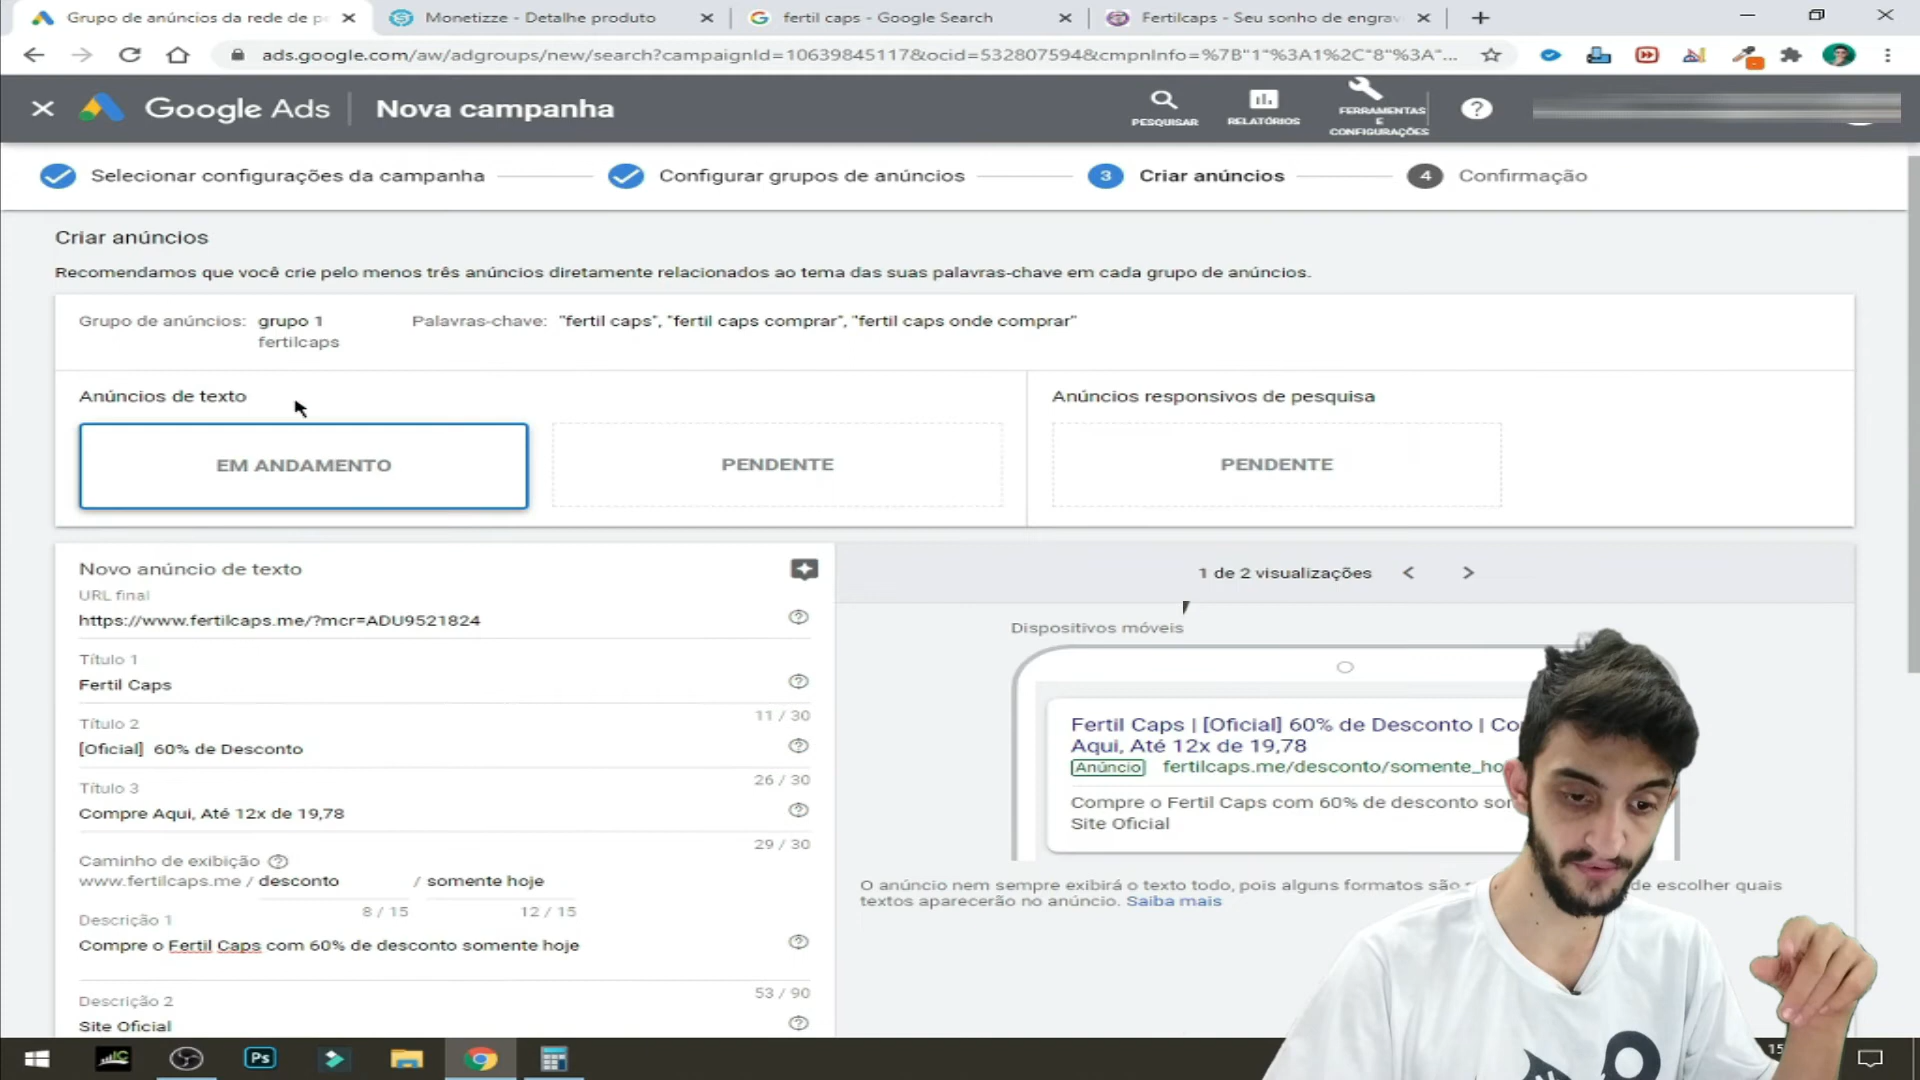 Grupo de anúncios da rede de p
Monetizze - Detalhe produto
fertil caps - Google Search
Fertilcaps - Seu sonho de engrav
ads.google.com/aw/adgroups/new/search?campaignId=10639845117&ocid=532807594&cmpnInfo=%7B"1"%3A1%2C"8"%3A"...
Google Ads
Nova campanha
PESQUISAR
RELATÓRIOS
FERRAMENTAS
E
CONFIGURAÇÕES
Selecionar configurações da campanha
Configurar grupos de anúncios
3 Criar anúncios
4 Confirmação
Criar anúncios
Recomendamos que você crie pelo menos três anúncios diretamente relacionados ao tema das suas palavras-chave em cada grupo de anúncios.
Grupo de anúncios: grupo 1
fertilcaps
Palavras-chave: "fertil caps", "fertil caps comprar", "fertil caps onde comprar"
Anúncios de texto
Anúncios responsivos de pesquisa
EM ANDAMENTO
PENDENTE
PENDENTE
Novo anúncio de texto
URL final
https://www.fertilcaps.me/?mcr=ADU9521824
Título 1
Fertil Caps
11 / 30
Título 2
[Oficial] 60% de Desconto
26 / 30
Título 3
Compre Aqui, Até 12x de 19,78
29 / 30
Caminho de exibição
www.fertilcaps.me / desconto / somente hoje
8 / 15
12 / 15
Descrição 1
Compre o Fertil Caps com 60% de desconto somente hoje
53 / 90
Descrição 2
Site Oficial
1 de 2 visualizações
Dispositivos móveis
Fertil Caps | [Oficial] 60% de Desconto | Co
Aqui, Até 12x de 19,78
Anúncio fertilcaps.me/desconto/somente_ho
Compre o Fertil Caps com 60% de desconto so
Site Oficial
O anúncio nem sempre exibirá o texto todo, pois alguns formatos são de escolher quais
textos aparecerão no anúncio. Saiba mais
Ps
15